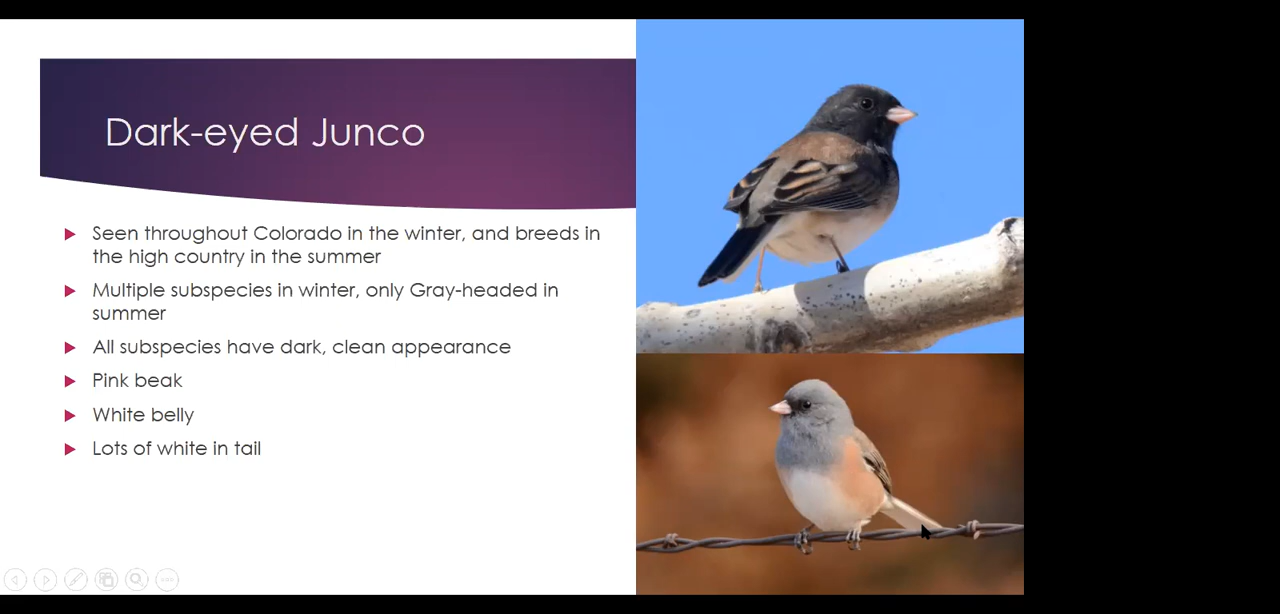 Dark-eyed Junco
Seen throughout Colorado in the winter, and breeds in
the high country in the summer
Multiple subspecies in winter, only Gray-headed in
summer
All subspecies have dark, clean appearance
Pink beak
White belly
Lots of white in tail